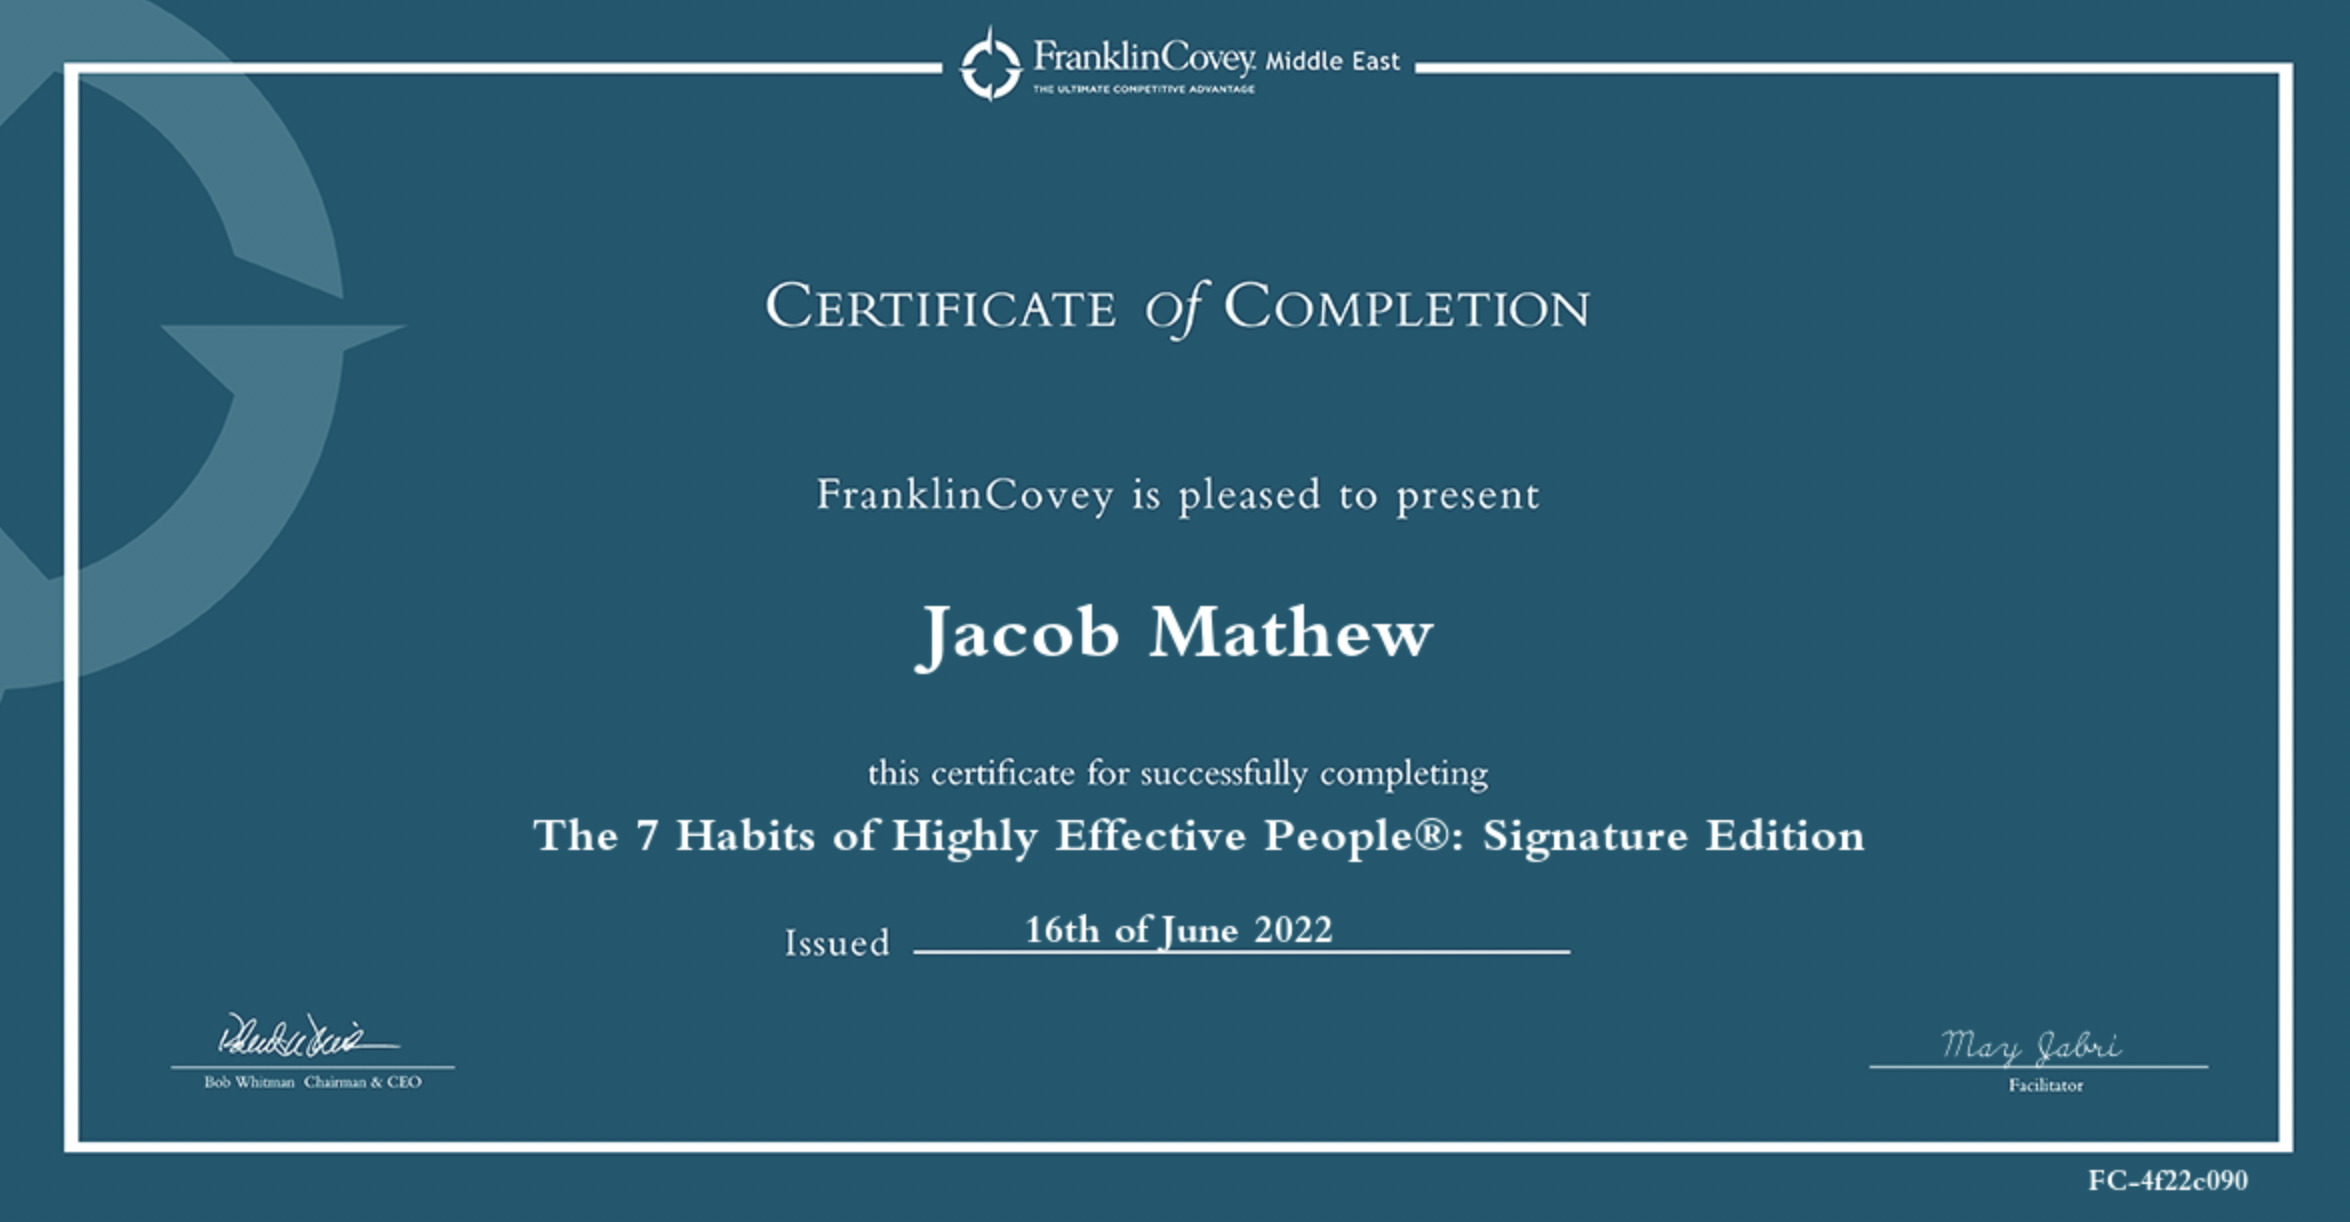 FranklinCovey. Middle East
THE ULTIMATE COMPETITIVE ADVANTAGE
CERTIFICATE of COMPLETION
FranklinCovey is pleased to present
Jacob Mathew
this certificate for successfully completing
The 7 Habits of Highly Effective People®: Signature Edition
Issued 16th of June 2022
Bob Whitman Chairman & CEO
May Jabri
Facilitator
FC-4f22c090